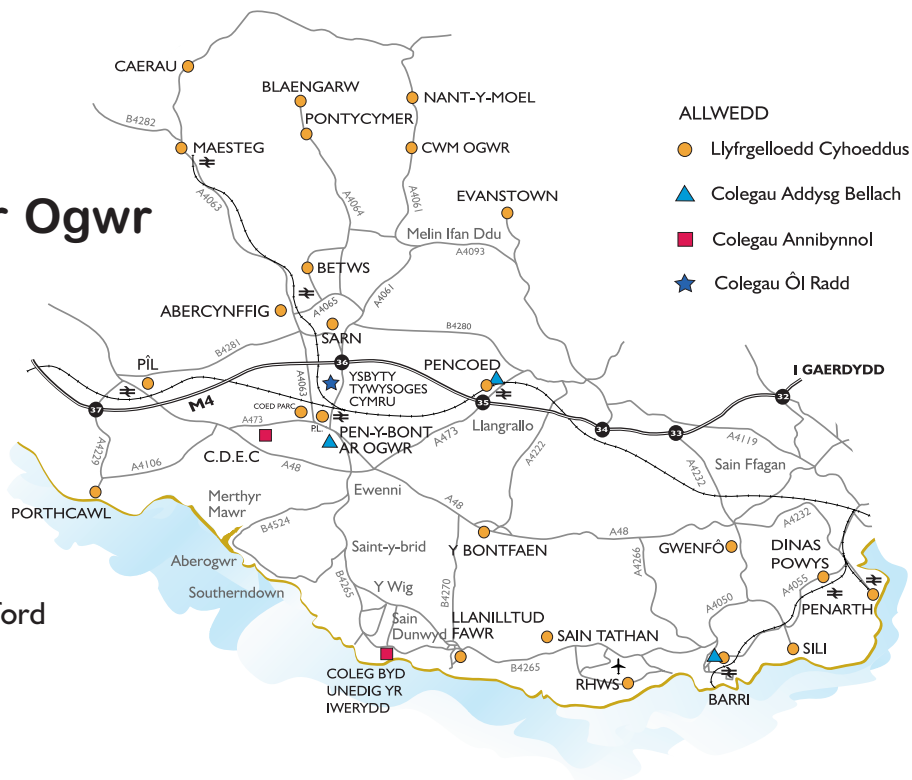 CAERAU
BLAENGARW
NANT-Y-MOEL
PONTYCYMER
B4282
MAESTEG
CWM OGWR
A4063
A4064
A4061
EVANSTOWN
r Ogwr
Melin Ifan Ddu
A4093
BETWS
A4061
A4065
ABERCYNFFIG
SARN
B4280
B4281
PÎL
36
PENCOED
YSBYTY
TYWYSOGES
CYMRU
I GAERDYDD
M4
A4063
37
35
32
COED PARC
P.L.
A473
34
33
Llangrallo
A473
PEN-Y-BONT
AR OGWR
A4222
A4119
C.D.E.C
A48
A4229
A4106
Sain Ffagan
A4232
PORTHCAWL
Merthyr
Mawr
Ewenni
A48
B4524
A4232
Y BONTFAEN
A48
GWENFÔ
DINAS
POWYS
Saint-y-brid
A4266
Aberogwr
B4265
Y Wig
B4270
A4055
Southerndown
A4050
PENARTH
ford
Sain
Dunwyd
LLANILLTUD
FAWR
SAIN TATHAN
SILI
B4265
COLEG BYD
UNEDIG YR
IWERYDD
RHWS
BARRI
ALLWEDD
Llyfrgelloedd Cyhoeddus
Colegau Addysg Bellach
Colegau Annibynnol
Colegau Ôl Radd